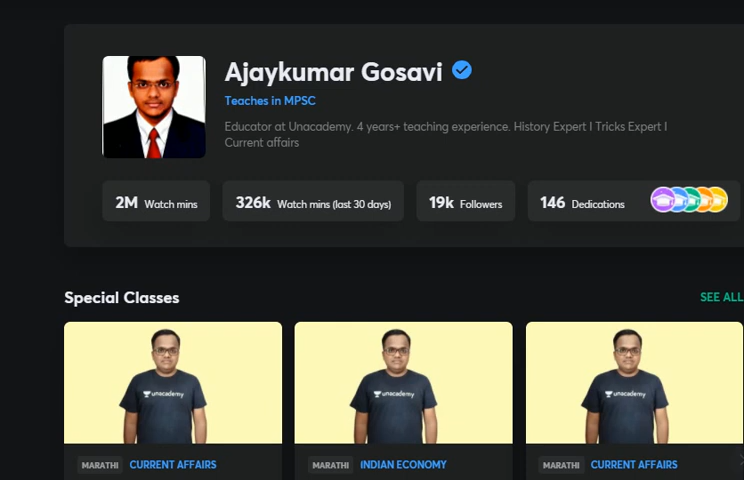 Ajaykumar Gosavi
Teaches in MPSC
Educator at Unacademy. 4 years+ teaching experience. History Expert I Tricks Expert I
Current affairs
2M Watch mins
326k Watch mins (last 30 days)
19k Followers
146 Dedications
Special Classes
SEE ALL
unacademy
unacademy
unacademy
MARATHI CURRENT AFFAIRS
MARATHI INDIAN ECONOMY
MARATHI CURRENT AFFAIRS